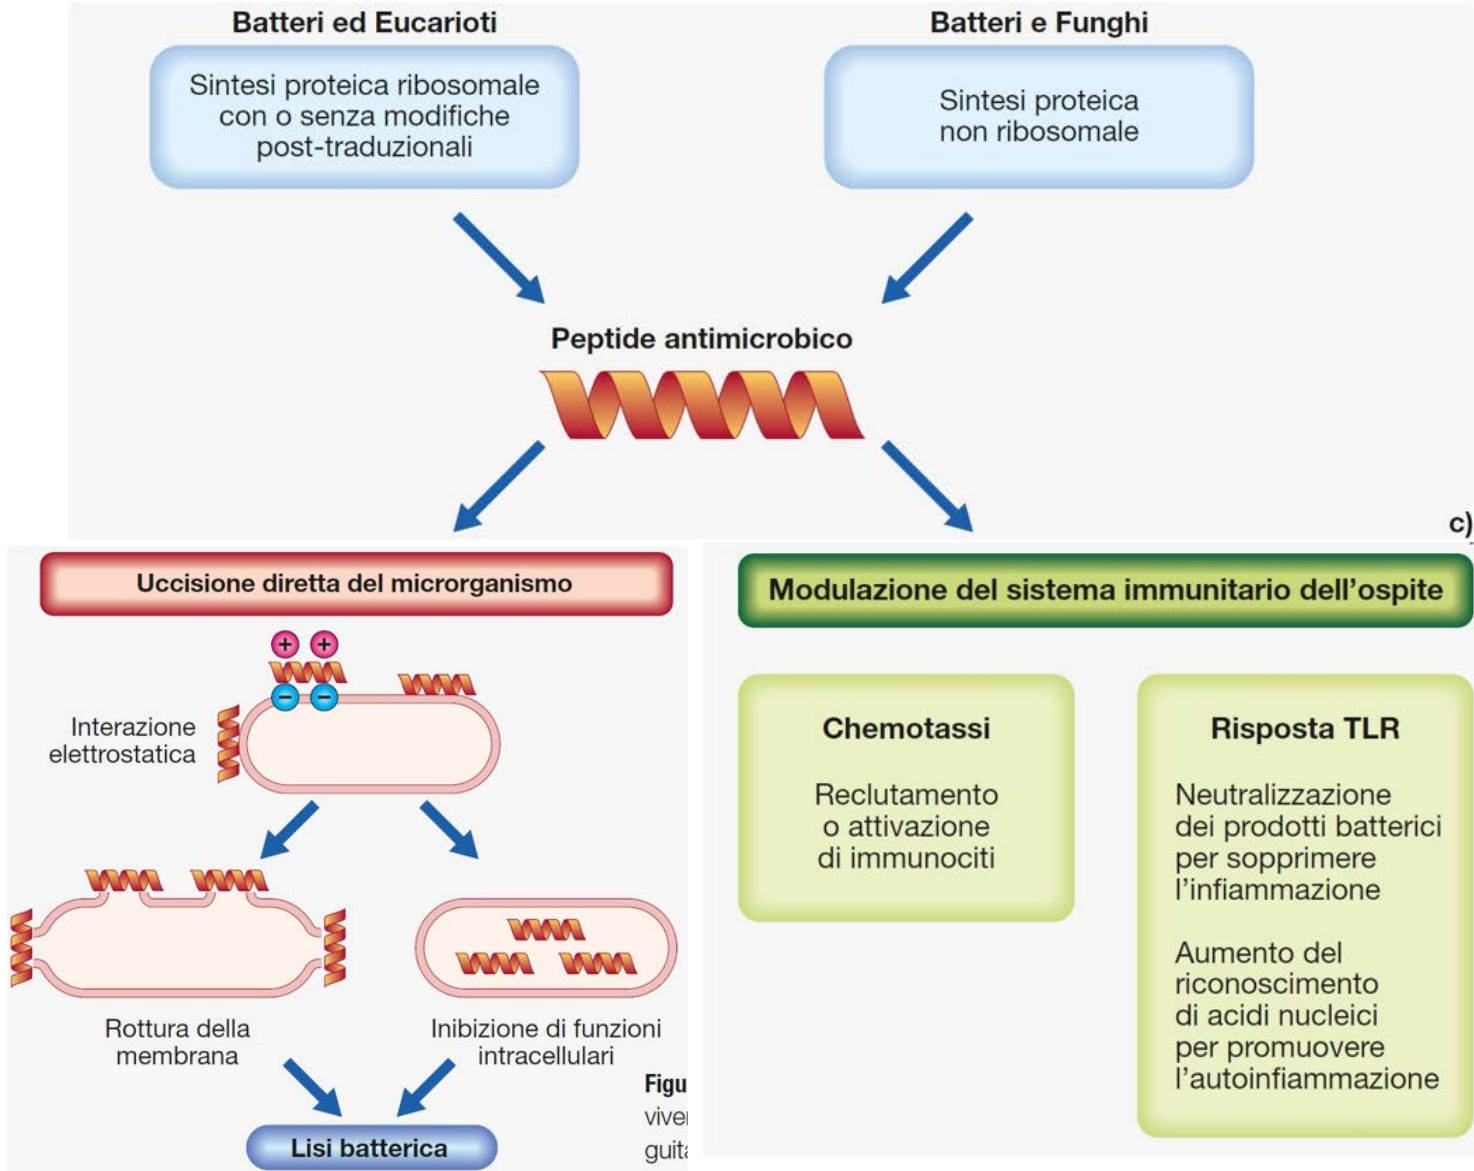 Batteri ed Eucarioti
Sintesi proteica ribosomale
con o senza modifiche
post-traduzionali
Batteri e Funghi
Sintesi proteica
non ribosomale
Peptide antimicrobico
c)
Uccisione diretta del microrganismo
+ +
− −
Interazione
elettrostatica
Rottura della
membrana
Inibizione di funzioni
intracellulari
Lisi batterica
Figu
viver
guita
Modulazione del sistema immunitario dell'ospite
Chemotassi
Reclutamento
o attivazione
di immunociti
Risposta TLR
Neutralizzazione
dei prodotti batterici
per sopprimere
l'infiammazione
Aumento del
riconoscimento
di acidi nucleici
per promuovere
l'autoinfiammazione